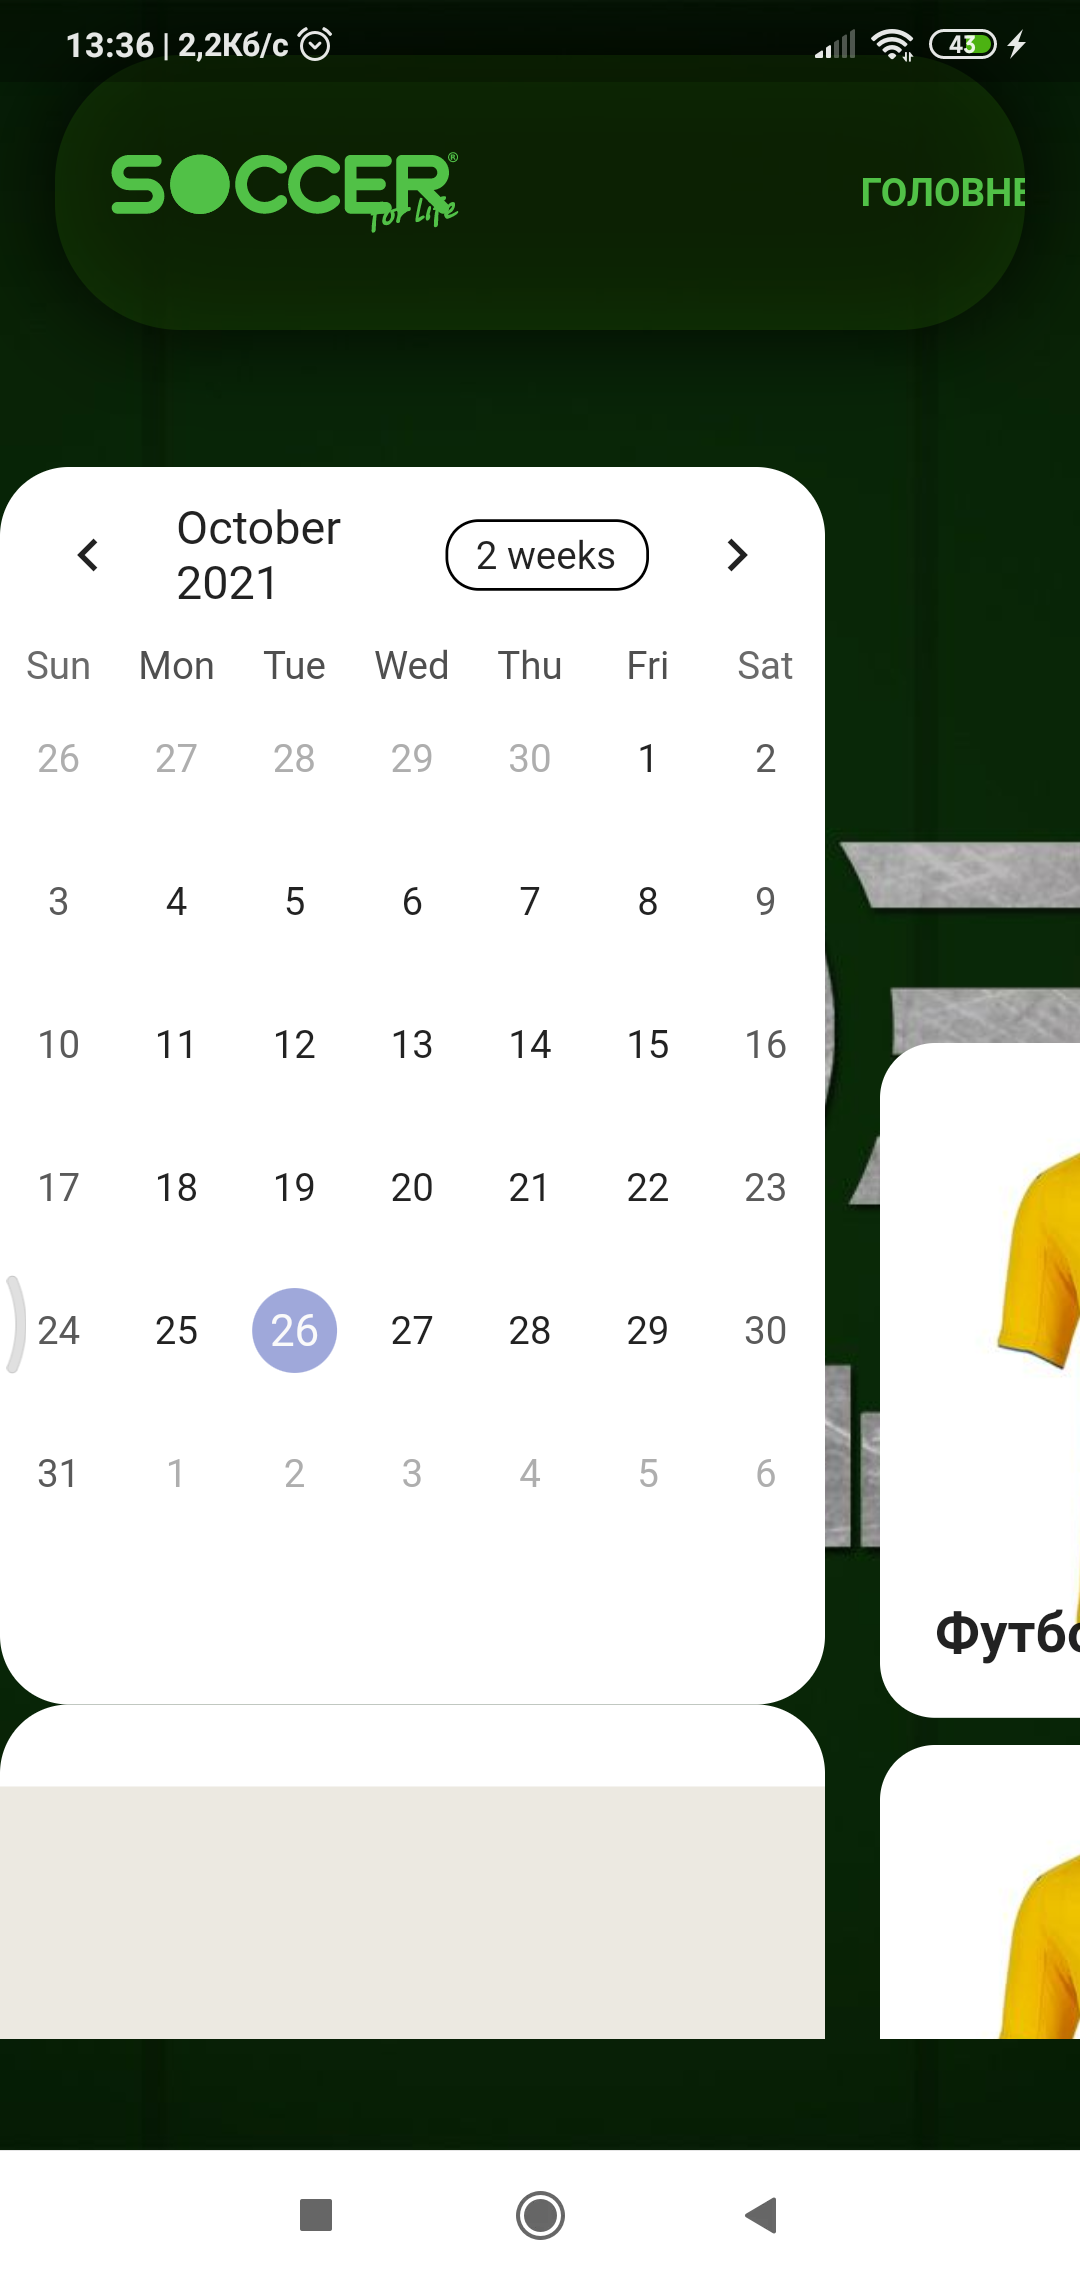 13:36 | 2,2Кб/с
43
SOCCER®
for Life
ГОЛОВНЕ
October
2021
2 weeks
Sun Mon Tue Wed Thu Fri Sat
26 27 28 29 30 1 2
3 4 5 6 7 8 9
10 11 12 13 14 15 16
17 18 19 20 21 22 23
24 25 26 27 28 29 30
31 1 2 3 4 5 6